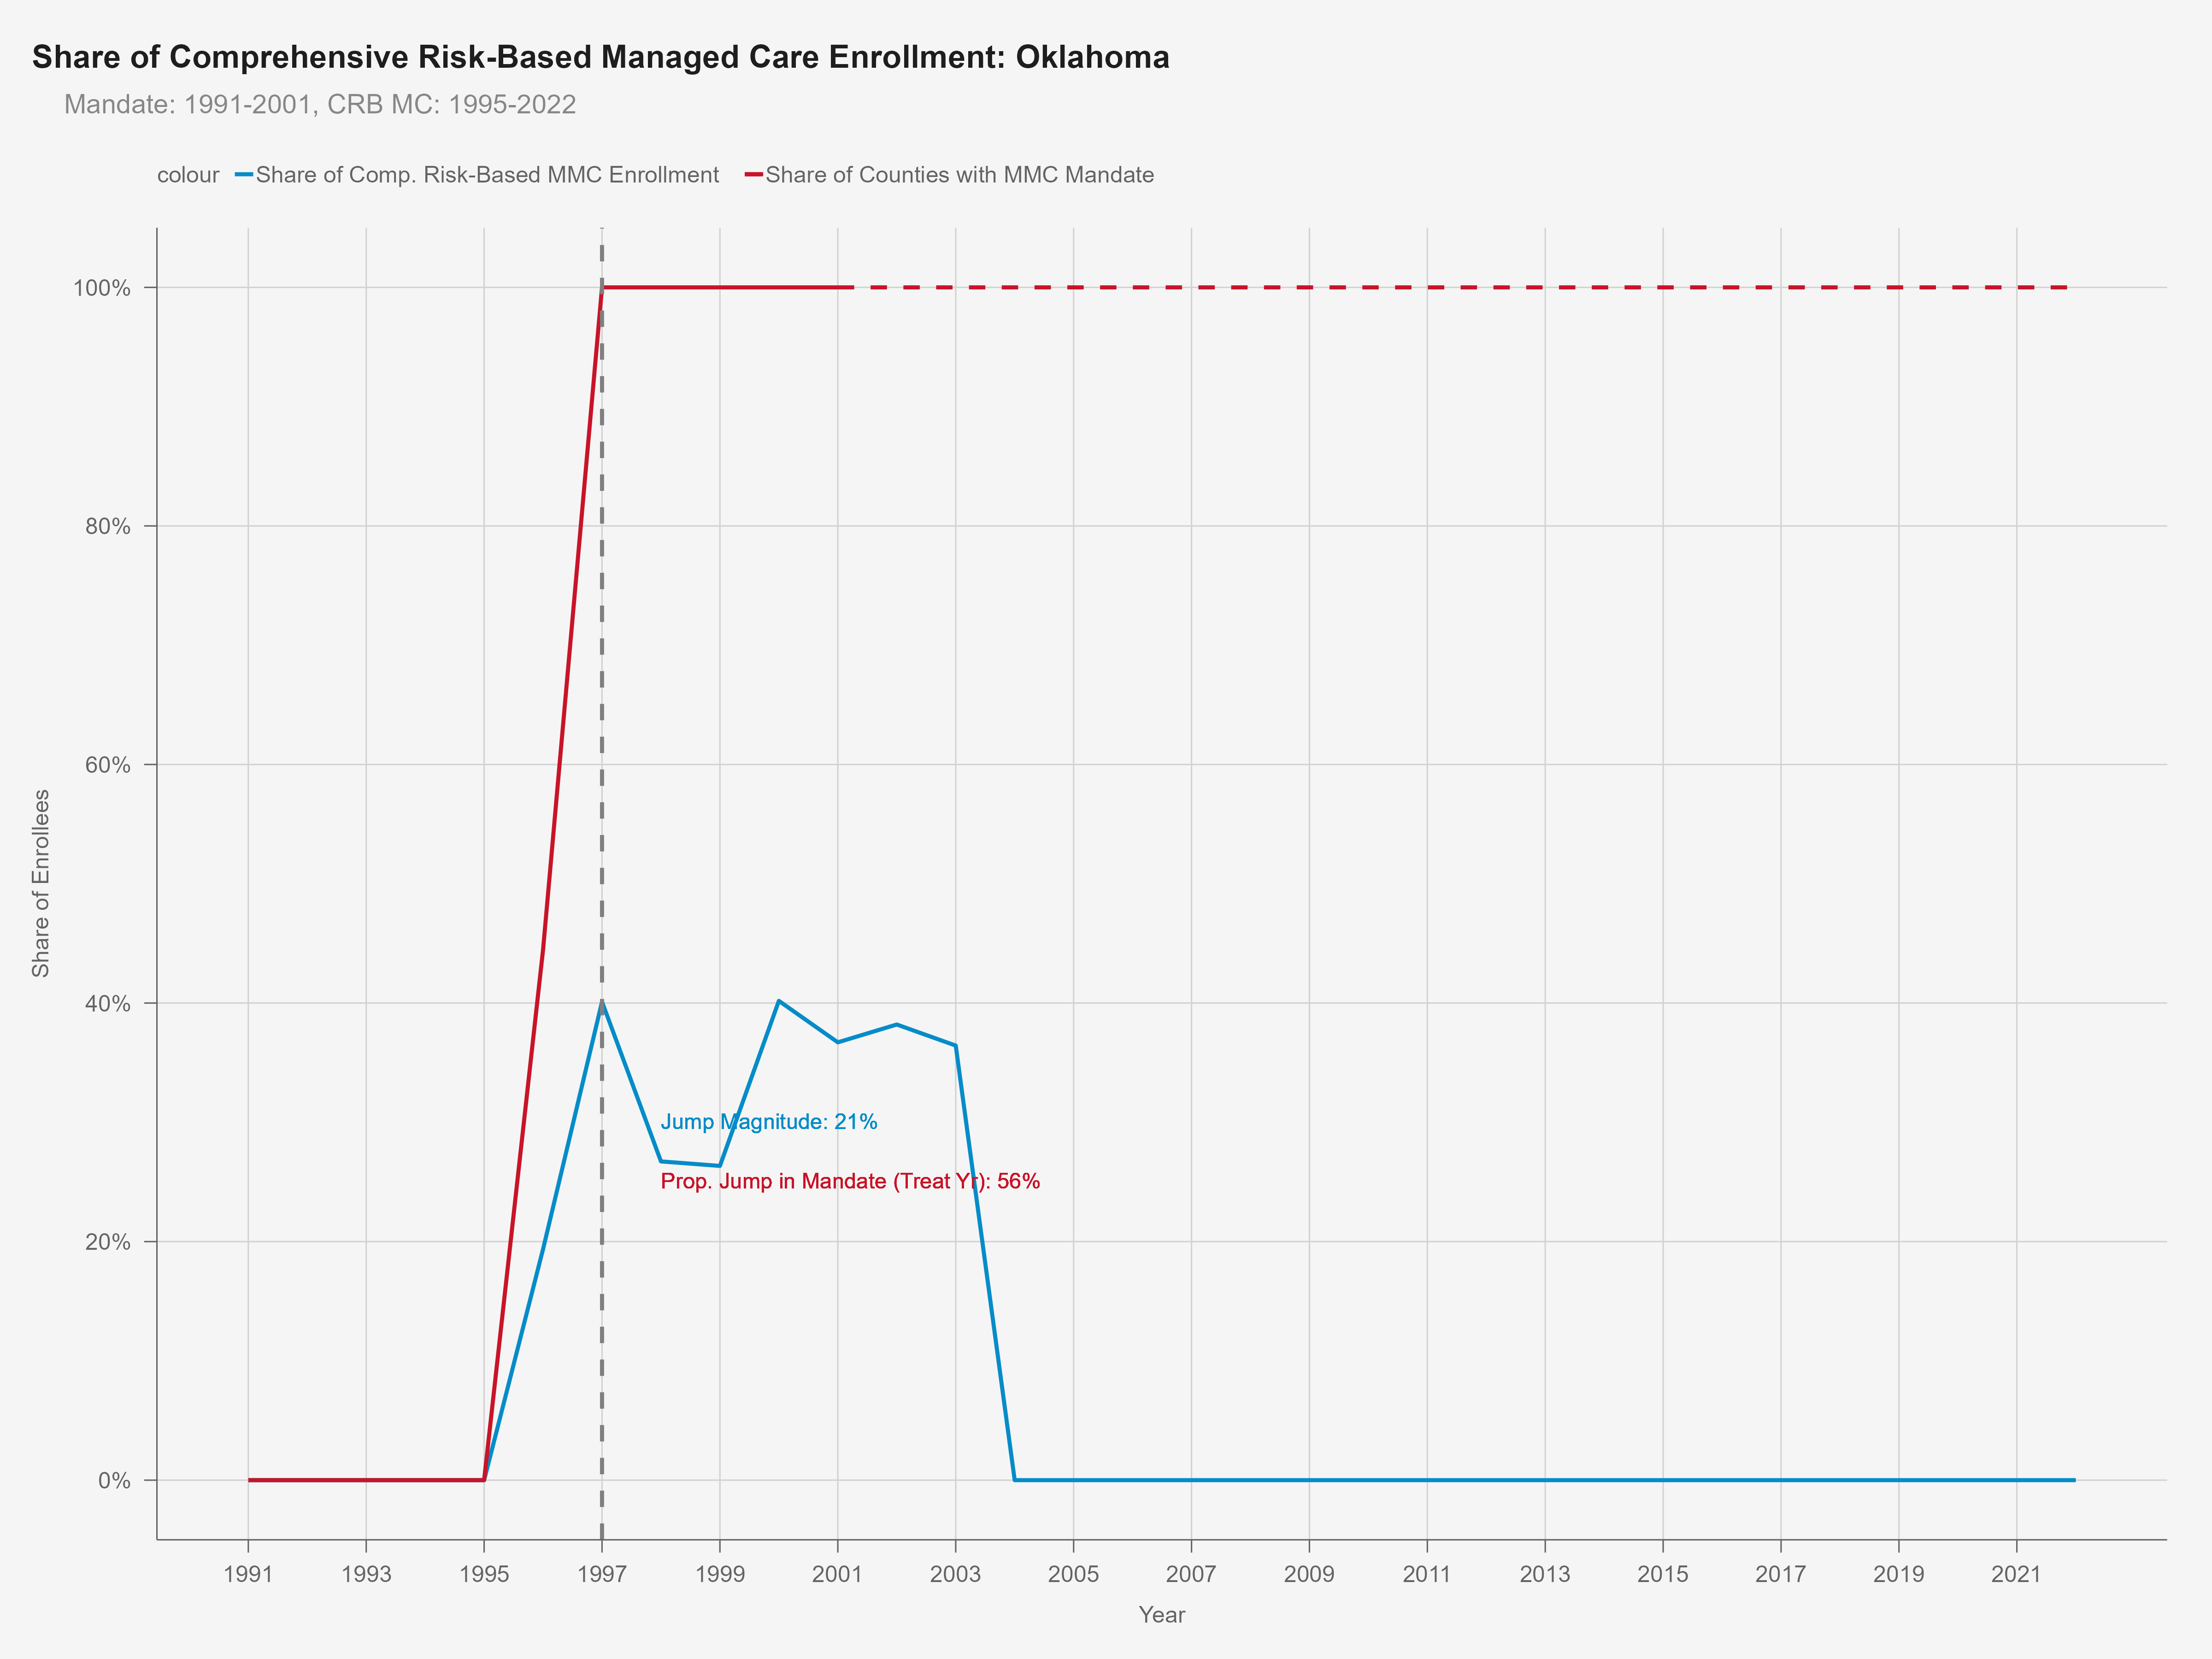 Share of Comprehensive Risk-Based Managed Care Enrollment: Oklahoma
Mandate: 1991-2001, CRB MC: 1995-2022
colour Share of Comp. Risk-Based MMC Enrollment Share of Counties with MMC Mandate
100%
80%
60%
40%
20%
0%
Share of Enrollees
Jump Magnitude: 21%
Prop. Jump in Mandate (Treat Yr): 56%
1991 1993 1995 1997 1999 2001 2003 2005 2007 2009 2011 2013 2015 2017 2019 2021
Year